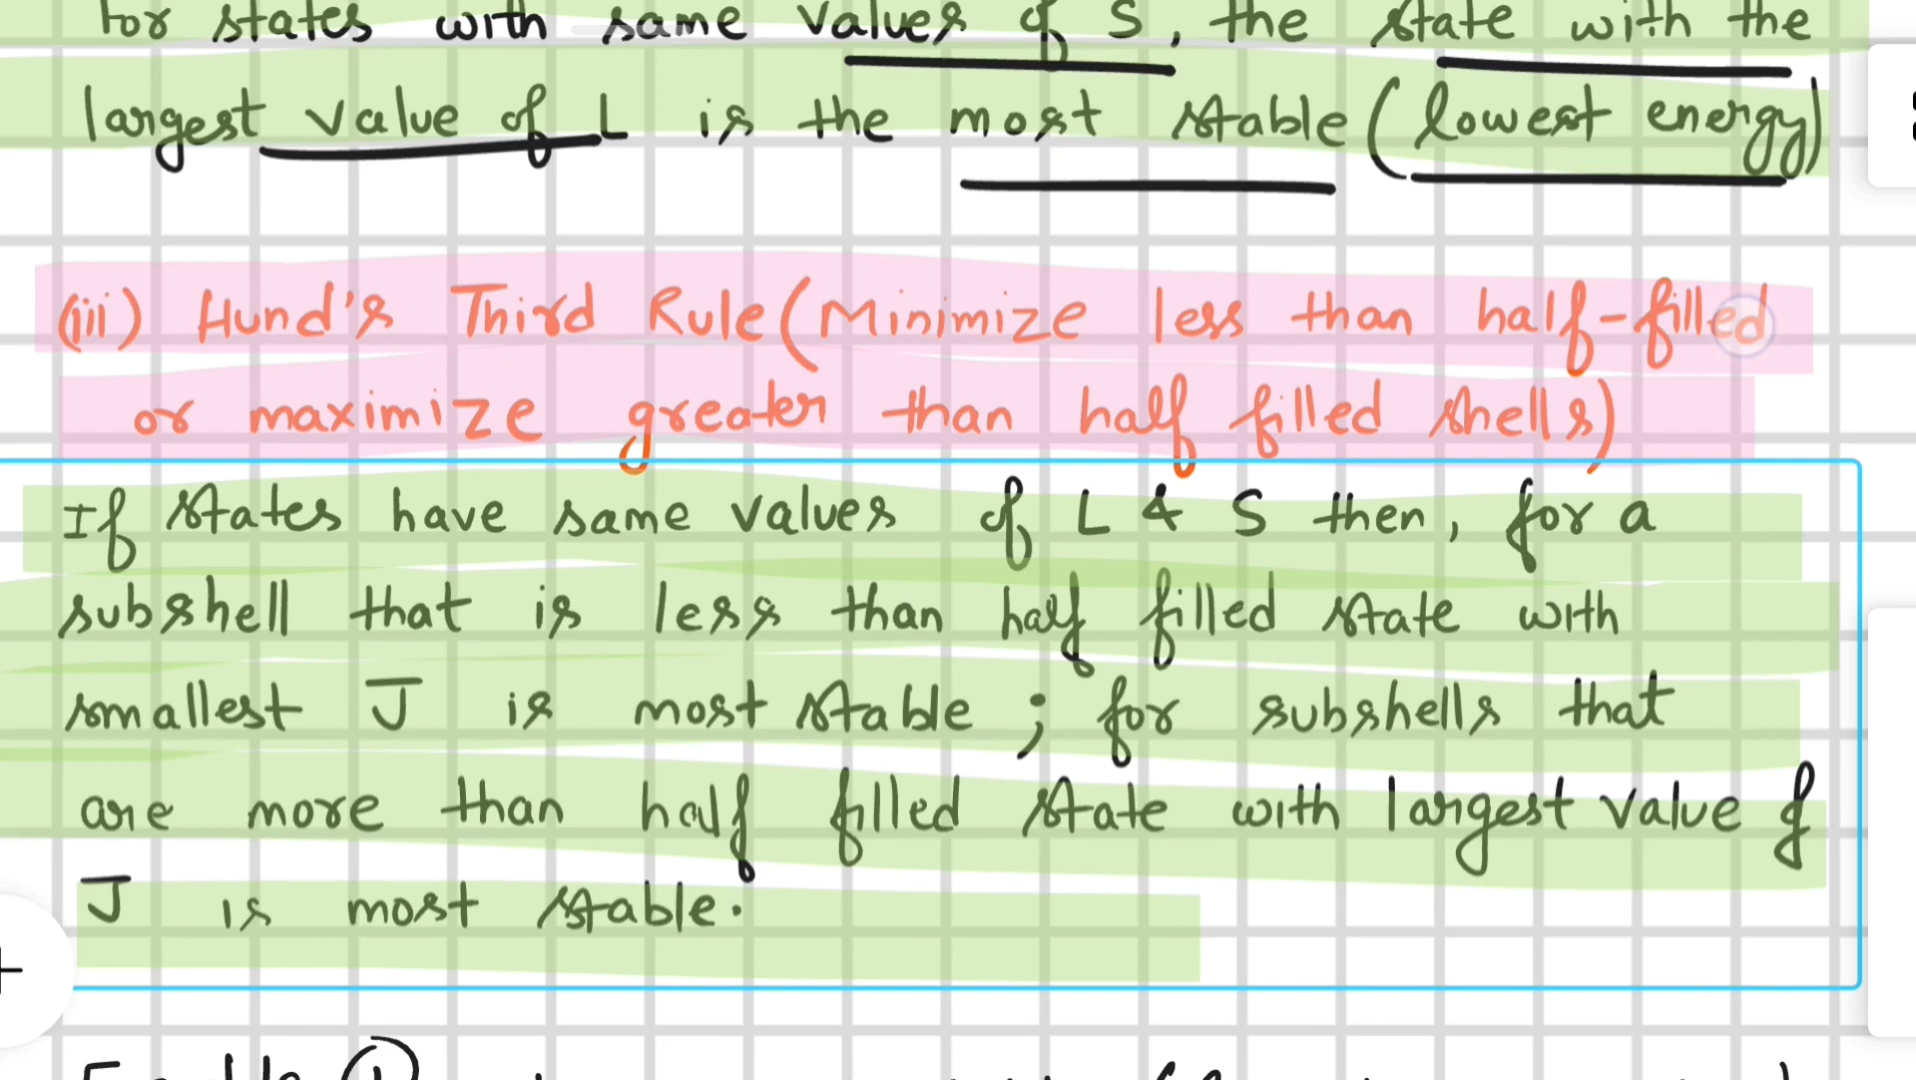 For states with same values of S, the state with the
largest value of L is the most stable (lowest energy)
(iii) Hund's Third Rule (Minimize less than half-filled
or maximize greater than half filled shells)
If states have same values of L & S then, for a
subshell that is less than half filled state with
smallest J is most stable; for subshells that
are more than half filled state with largest value of
J is most stable.